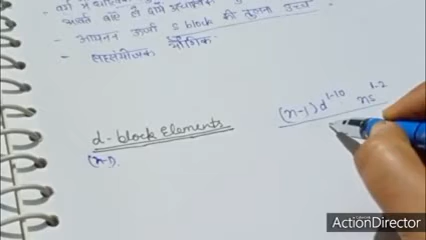 - आयनन ऊर्जा S block की तुलना उच्च
- सहसंयोजक यौगिक
d-block Elements
(n-1)d¹⁻¹⁰ ns¹⁻²
(n-1).
ActionDirector